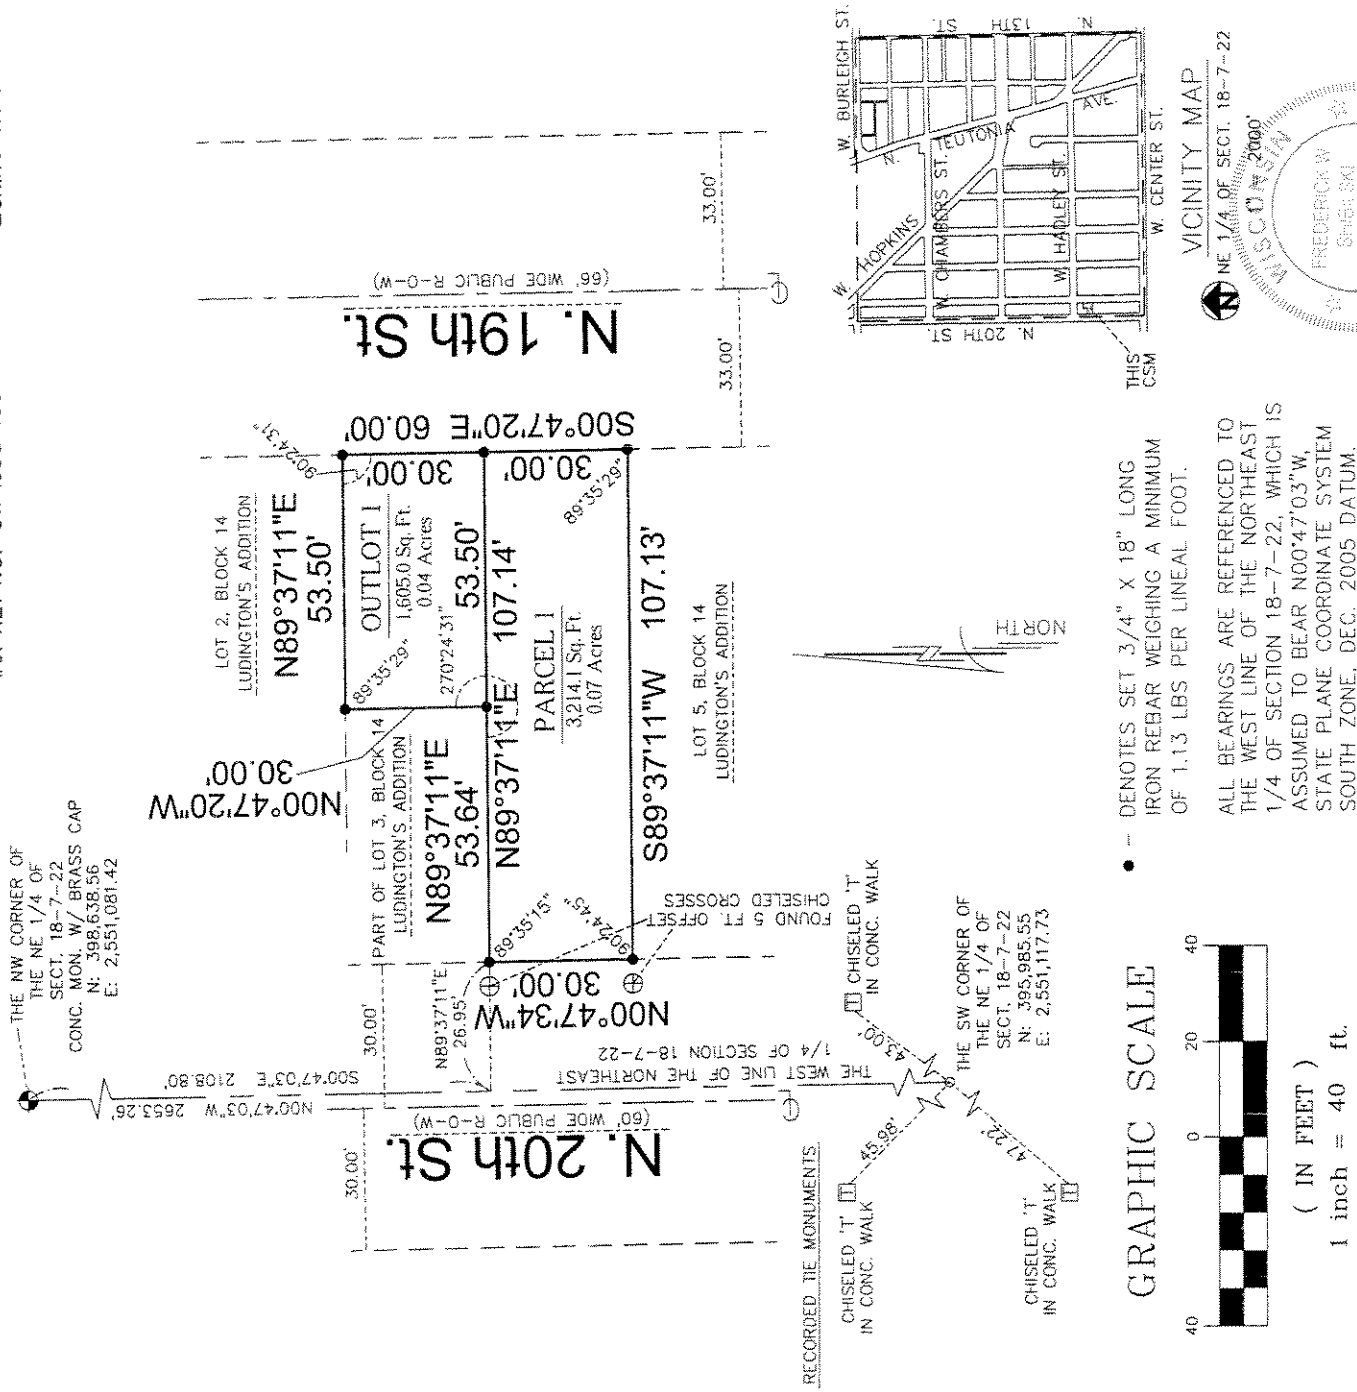 THE NW CORNER OF
THE NE 1/4 OF
SECT. 18-7-22
CONC. MON. W/ BRASS CAP
N: 398,638.56
E: 2,551,081.42
N00°47'03"W 2653.26'
S00°47'03"E 2108.80'
30.00'
30.00'
N. 20th St.
(60' WIDE PUBLIC R-O-W)
THE WEST LINE OF THE NORTHEAST
1/4 OF SECTION 18-7-22
N89°37'11"E
26.95'
N00°47'34"W
30.00'
FOUND 5 FT. OFFSET
CHISELED CROSSES
89°35'15"
90°24'45"
N00°47'20"W
30.00'
PART OF LOT 3, BLOCK 14
LUDINGTON'S ADDITION
N89°37'11"E
53.64'
N89°37'11"E 107.14'
LOT 2, BLOCK 14
LUDINGTON'S ADDITION
N89°37'11"E
53.50'
OUTLOT 1
1,605.0 Sq. Ft.
0.04 Acres
53.50'
89°35'29"
270°24'31"
90°24'31"
PARCEL 1
3,214.1 Sq. Ft.
0.07 Acres
89°35'29"
S89°37'11"W 107.13'
LOT 5, BLOCK 14
LUDINGTON'S ADDITION
S00°47'20"E 60.00'
30.00'
30.00'
N. 19th St.
(66' WIDE PUBLIC R-O-W)
33.00'
33.00'
NORTH
RECORDED TIE MONUMENTS
CHISELED 'T'
IN CONC. WALK
T
45.98'
CHISELED 'T'
IN CONC. WALK
T
43.00'
CHISELED 'T'
IN CONC. WALK
T
47.22'
THE SW CORNER OF
THE NE 1/4 OF
SECT. 18-7-22
N: 395,985.55
E: 2,551,117.73
W. BURLEIGH ST.
N. 13TH ST.
N. TEUTONIA AVE.
W. HOPKINS
W. CHAMBERS ST.
W. HADLEY ST.
N. 20TH ST.
W. CENTER ST.
THIS
CSM
VICINITY MAP
N
NE 1/4 OF SECT. 18-7-22
2000'
WISCONSIN
FREDERICK W
DENOTES SET 3/4" X 18" LONG
IRON REBAR WEIGHING A MINIMUM
OF 1.13 LBS PER LINEAL FOOT.
ALL BEARINGS ARE REFERENCED TO
THE WEST LINE OF THE NORTHEAST
1/4 OF SECTION 18-7-22, WHICH IS
ASSUMED TO BEAR N00°47'03"W,
STATE PLANE COORDINATE SYSTEM
SOUTH ZONE, DEC. 2005 DATUM.
GRAPHIC SCALE
40 0 20 40
( IN FEET )
1 inch = 40 ft.